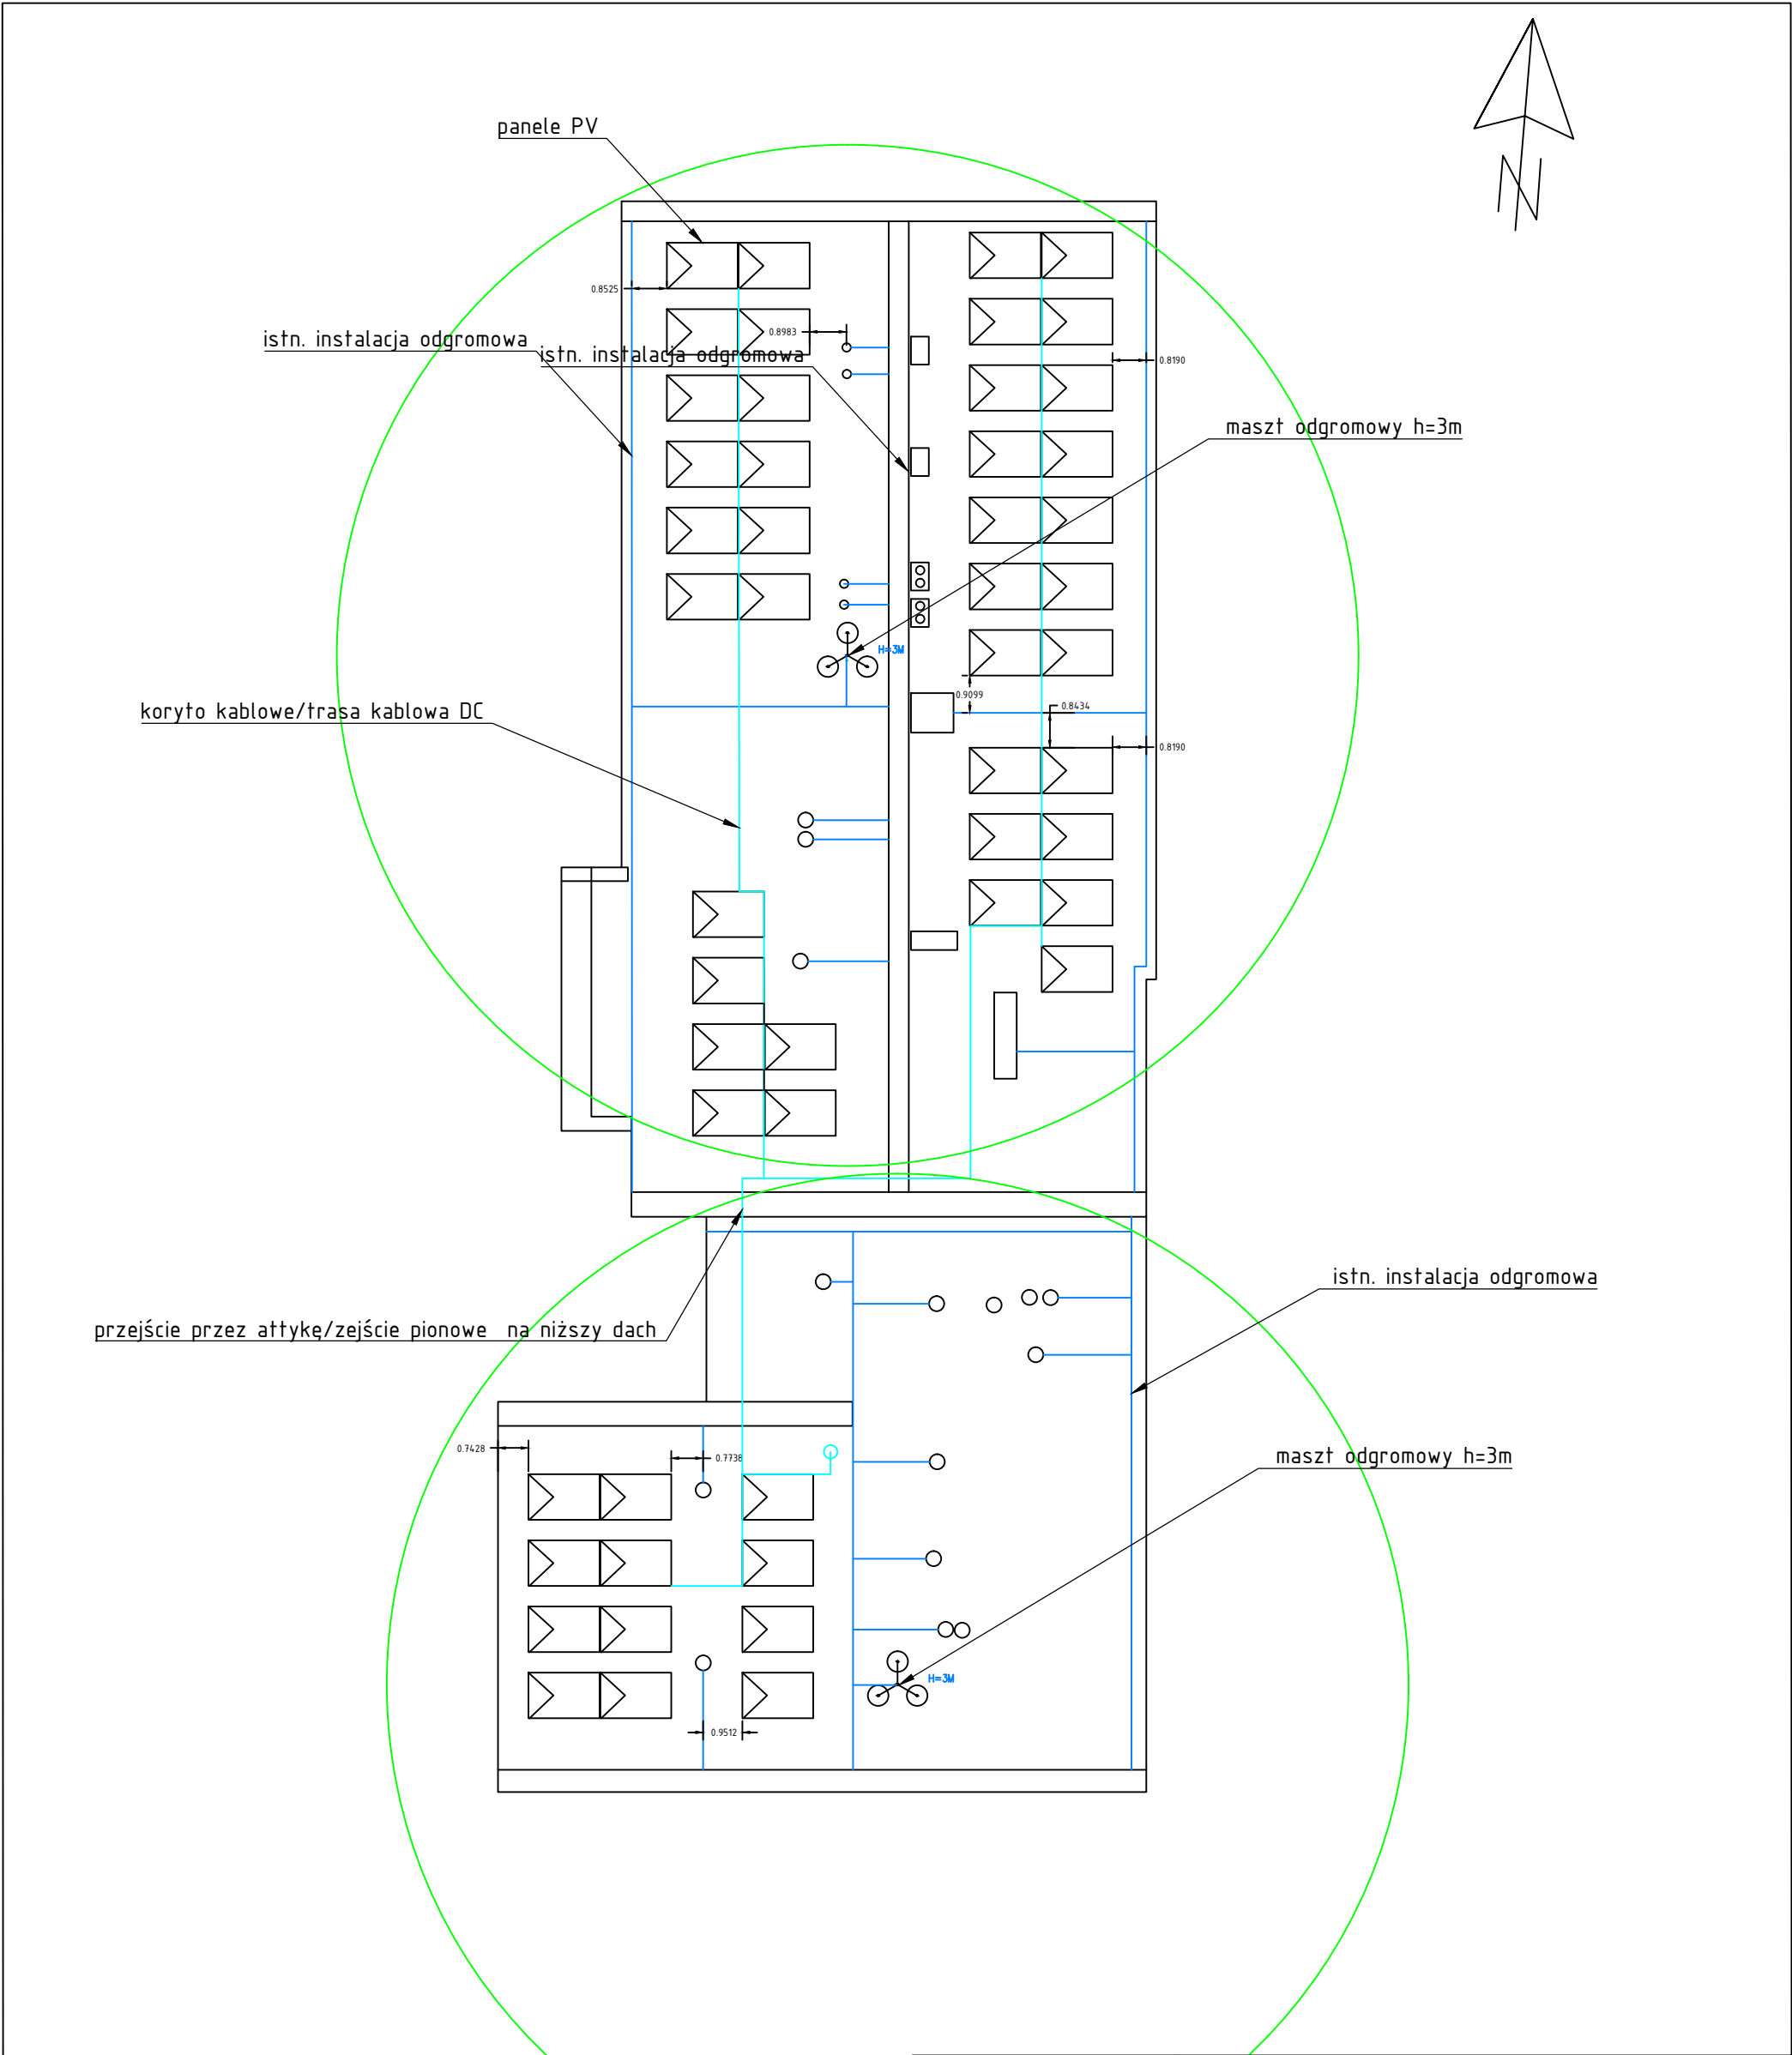 panele PV
0.8525
0.8983
istn. instalacja odgromowa
istn. instalacja odgromowa
0.8190
maszt odgromowy h=3m
H=3M
0.9099
0.8434
koryto kablowe/trasa kablowa DC
0.8190
istn. instalacja odgromowa
przejście przez attykę/zejście pionowe na niższy dach
0.7428
0.7738
maszt odgromowy h=3m
H=3M
0.9512
N